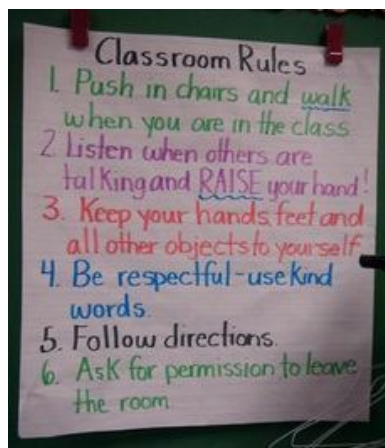 Classroom Rules
1. Push in chairs and walk
when you are in the class
2. Listen when others are
talking and RAISE your hand!
3. Keep your hands, feet and
all other objects to yourself
4. Be respectful-use kind
words.
5. Follow directions.
6. Ask for permission to leave
the room